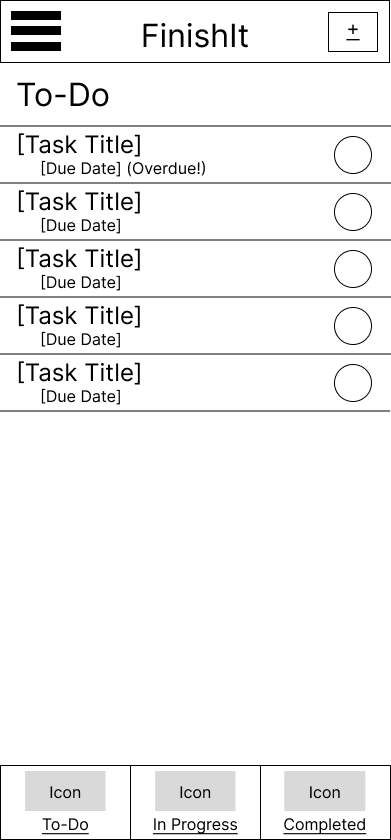 FinishIt
+
To-Do
[Task Title]
[Due Date] (Overdue!)
[Task Title]
[Due Date]
[Task Title]
[Due Date]
[Task Title]
[Due Date]
[Task Title]
[Due Date]
Icon Icon Icon
To-Do In Progress Completed